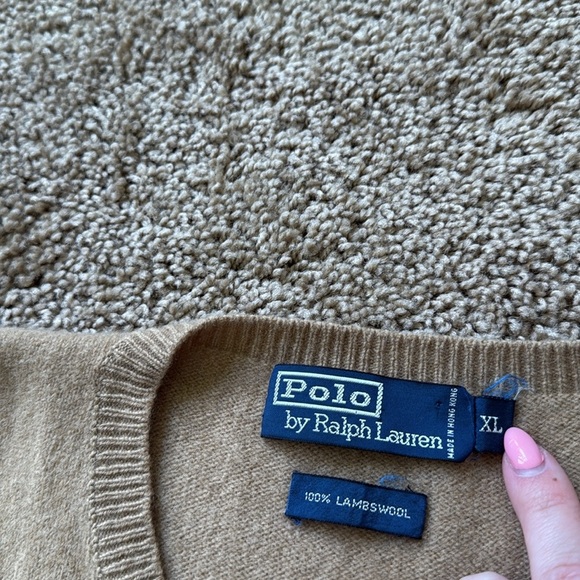 Polo
by Ralph Lauren
MADE IN HONG KONG
XL
100% LAMBSWOOL